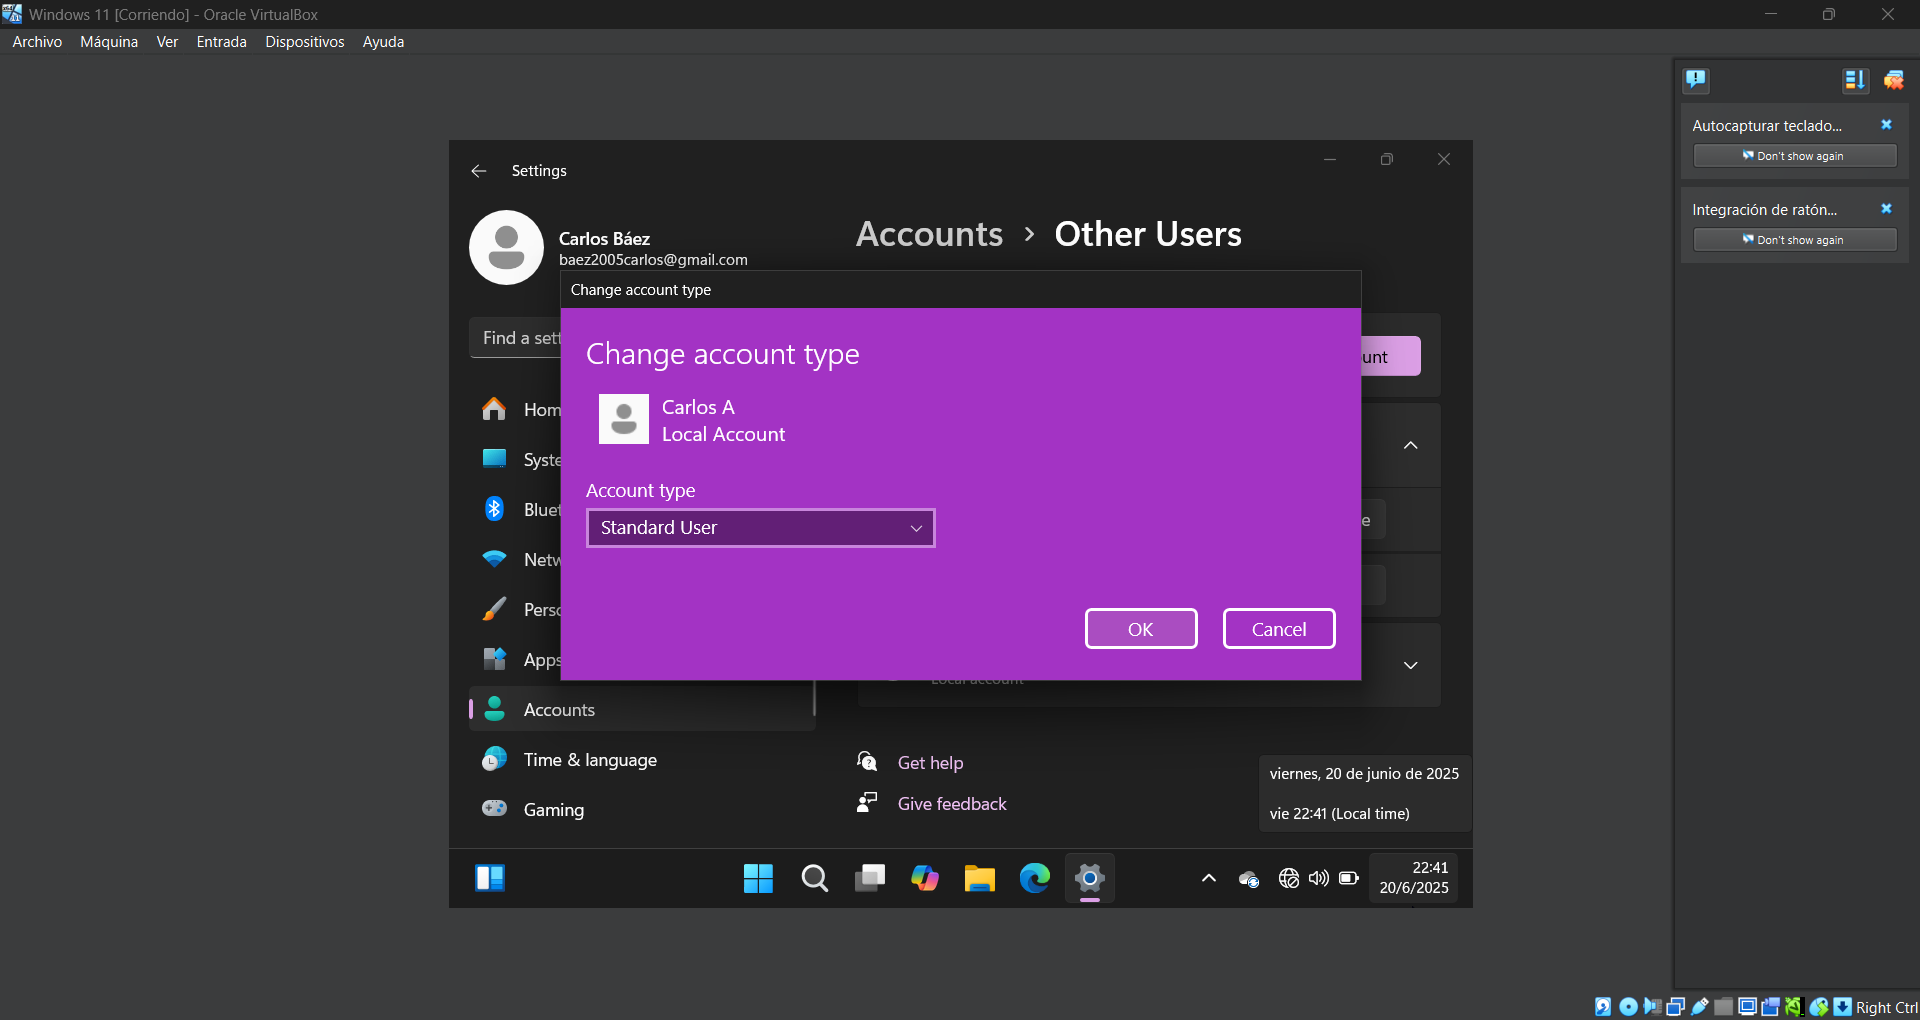 Windows 11 [Corriendo] - Oracle VirtualBox
Archivo Máquina Ver Entrada Dispositivos Ayuda
Autocapturar teclado...
Don't show again
Integración de ratón...
Don't show again
Settings
Carlos Báez
baez2005carlos@gmail.com
Accounts > Other Users
Change account type
Find a sett
Change account type
Carlos A
Local Account
Account type
Standard User
OK Cancel
unt
e
Hom
Syste
Bluet
Netw
Perso
Apps
Accounts
Time & language
Gaming
Local account
Get help
Give feedback
viernes, 20 de junio de 2025
vie 22:41 (Local time)
22:41
20/6/2025
Right Ctrl